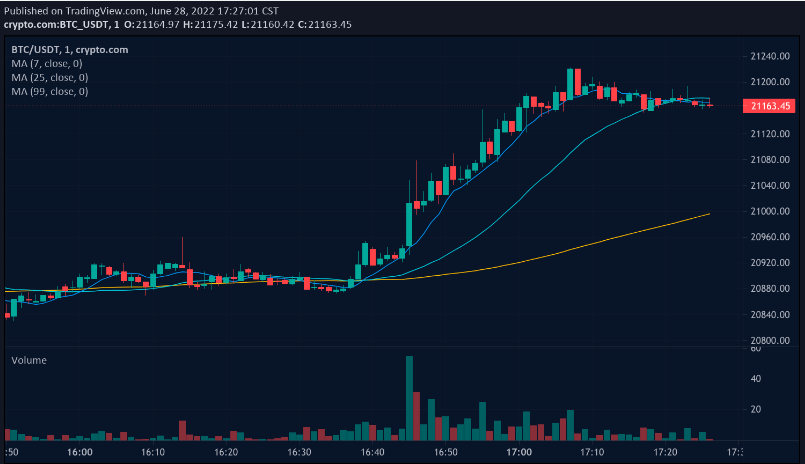 Published on TradingView.com, June 28, 2022 17:27:01 CST
crypto.com:BTC_USDT, 1 O:21164.97 H:21175.42 L:21160.42 C:21163.45
BTC/USDT, 1, crypto.com
MA (7, close, 0)
MA (25, close, 0)
MA (99, close, 0)
21240.00
21200.00
21163.45
21120.00
21080.00
21040.00
21000.00
20960.00
20920.00
20880.00
20840.00
20800.00
Volume
60
40
20
:50 16:00 16:10 16:20 16:30 16:40 16:50 17:00 17:10 17:20 17: